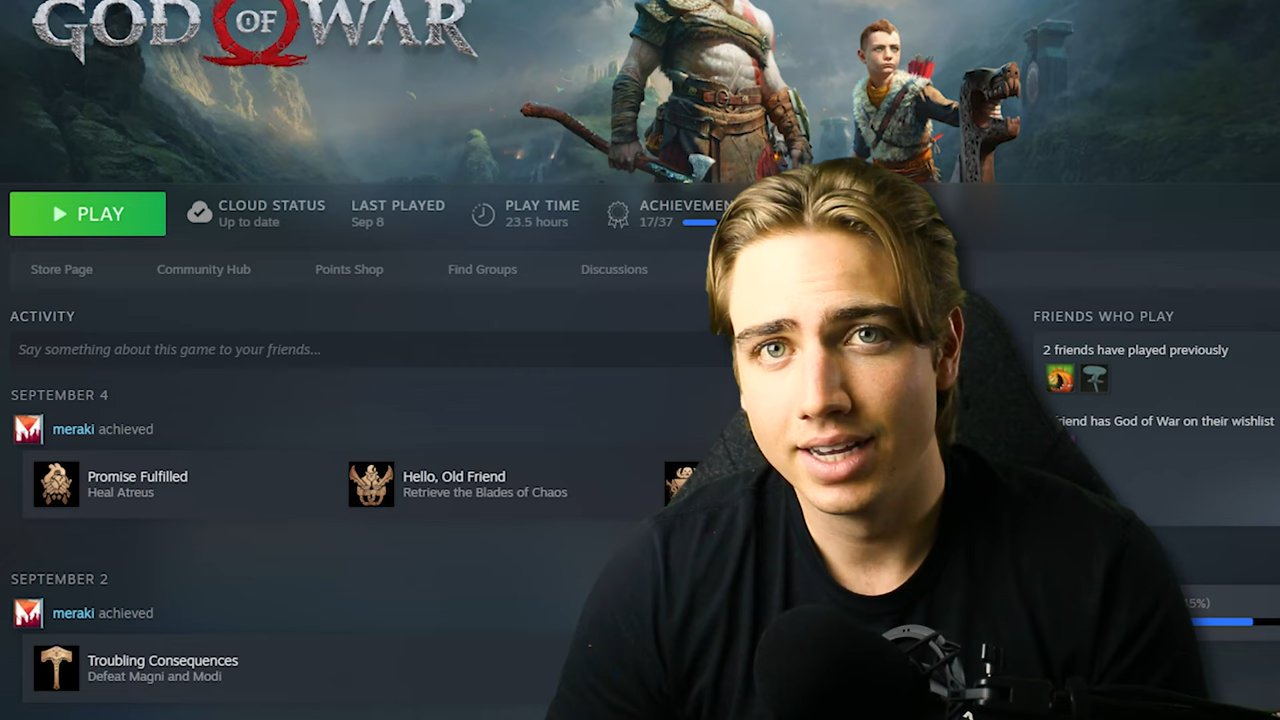 GOD OF WAR
PLAY
CLOUD STATUS
Up to date
LAST PLAYED
Sep 8
PLAY TIME
23.5 hours
ACHIEVEMEN
17/37
Store Page
Community Hub
Points Shop
Find Groups
Discussions
ACTIVITY
Say something about this game to your friends...
SEPTEMBER 4
meraki achieved
Promise Fulfilled
Heal Atreus
Hello, Old Friend
Retrieve the Blades of Chaos
SEPTEMBER 2
meraki achieved
Troubling Consequences
Defeat Magni and Modi
FRIENDS WHO PLAY
2 friends have played previously
riend has God of War on their wishlist
5%)